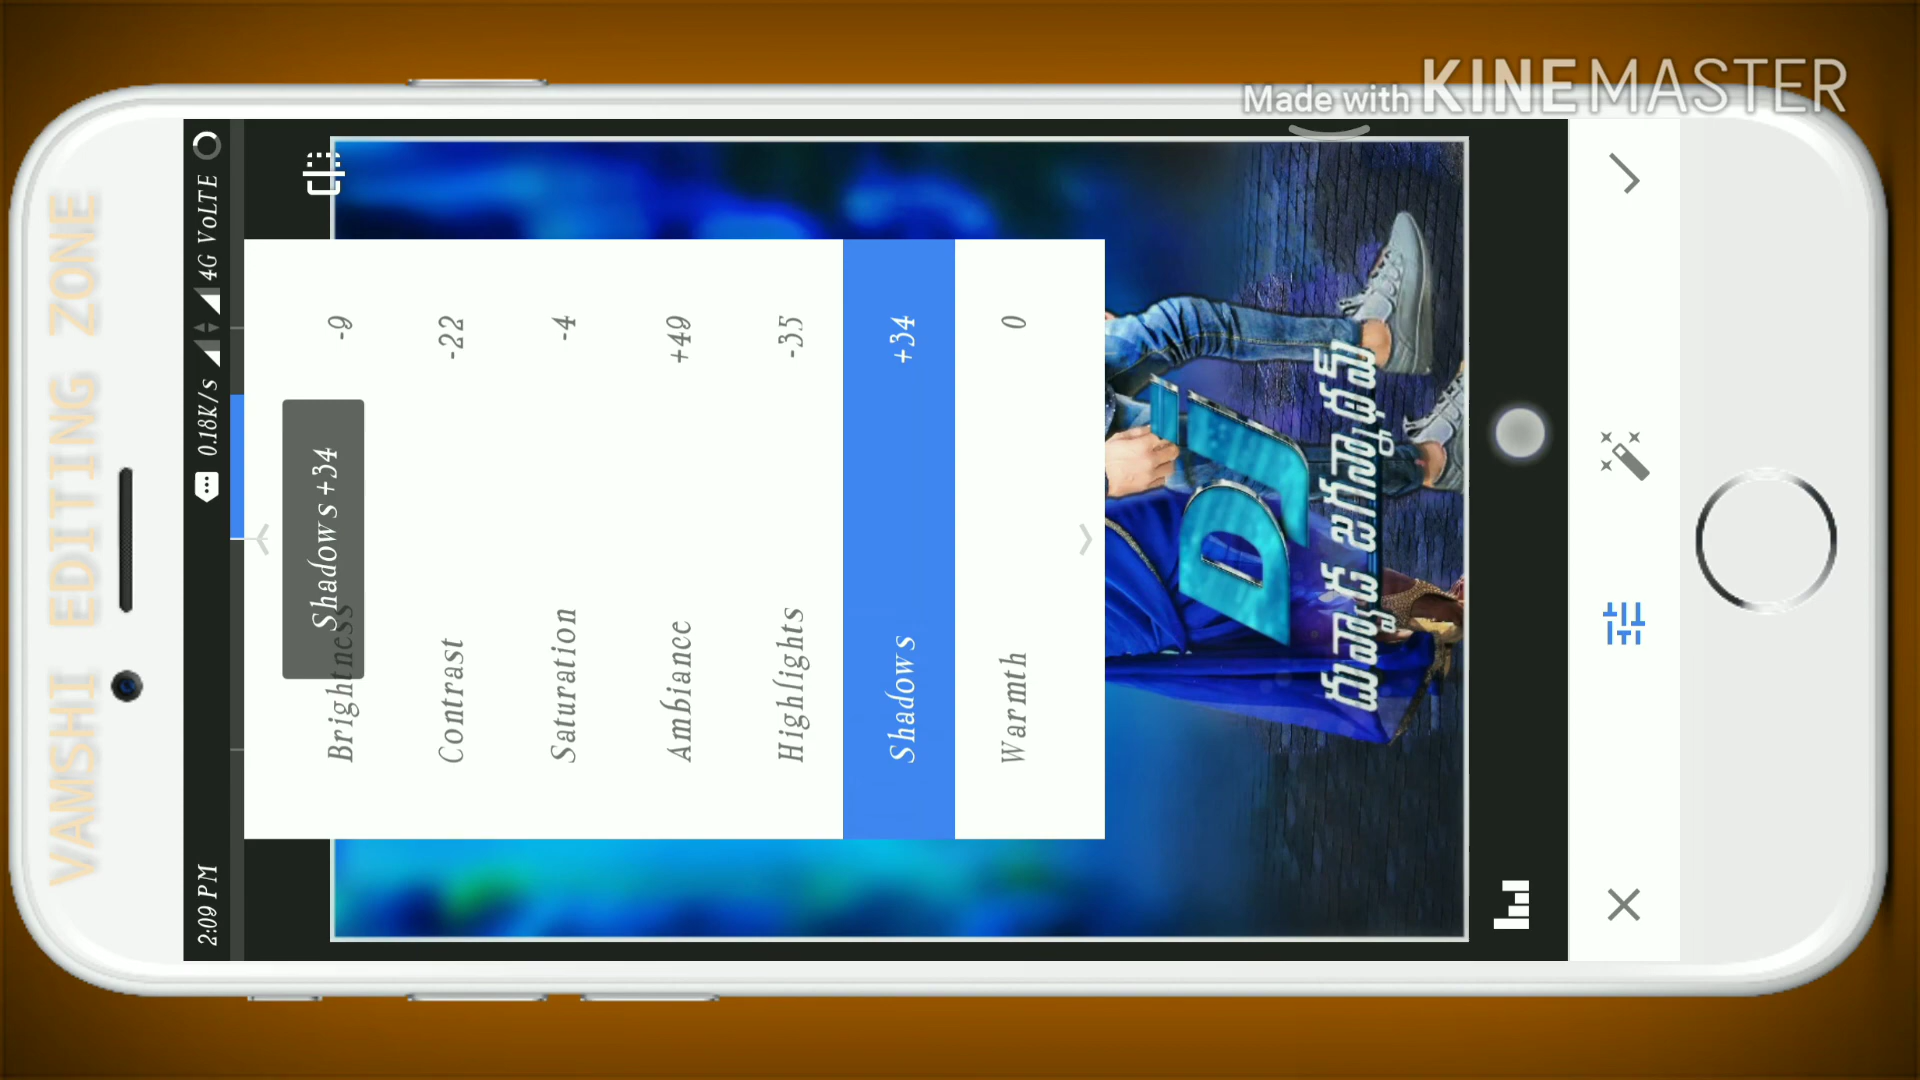 Made with KINEMASTER
VAMSHI EDITING ZONE
2:09 PM
0.18K/s
4G VoLTE
Shadows +34
Brightness -9
Contrast -22
Saturation -4
Ambiance +49
Highlights -35
Shadows +34
Warmth 0
DJ